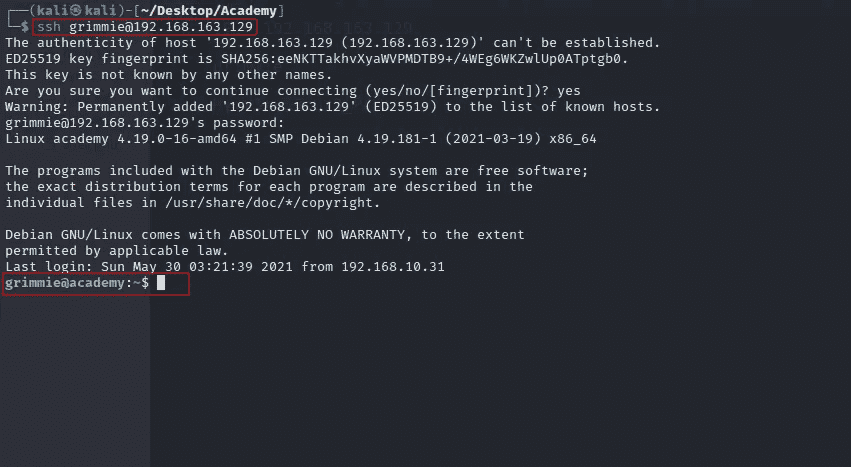 ┌──(kali㉿kali)-[~/Desktop/Academy]
└─$ ssh grimmie@192.168.163.129
The authenticity of host '192.168.163.129 (192.168.163.129)' can't be established.
ED25519 key fingerprint is SHA256:eeNKTTakhvXyaWVPMDTB9+/4WEg6WKZwlUp0ATptgb0.
This key is not known by any other names.
Are you sure you want to continue connecting (yes/no/[fingerprint])? yes
Warning: Permanently added '192.168.163.129' (ED25519) to the list of known hosts.
grimmie@192.168.163.129's password:
Linux academy 4.19.0-16-amd64 #1 SMP Debian 4.19.181-1 (2021-03-19) x86_64
The programs included with the Debian GNU/Linux system are free software;
the exact distribution terms for each program are described in the
individual files in /usr/share/doc/*/copyright.
Debian GNU/Linux comes with ABSOLUTELY NO WARRANTY, to the extent
permitted by applicable law.
Last login: Sun May 30 03:21:39 2021 from 192.168.10.31
grimmie@academy:~$